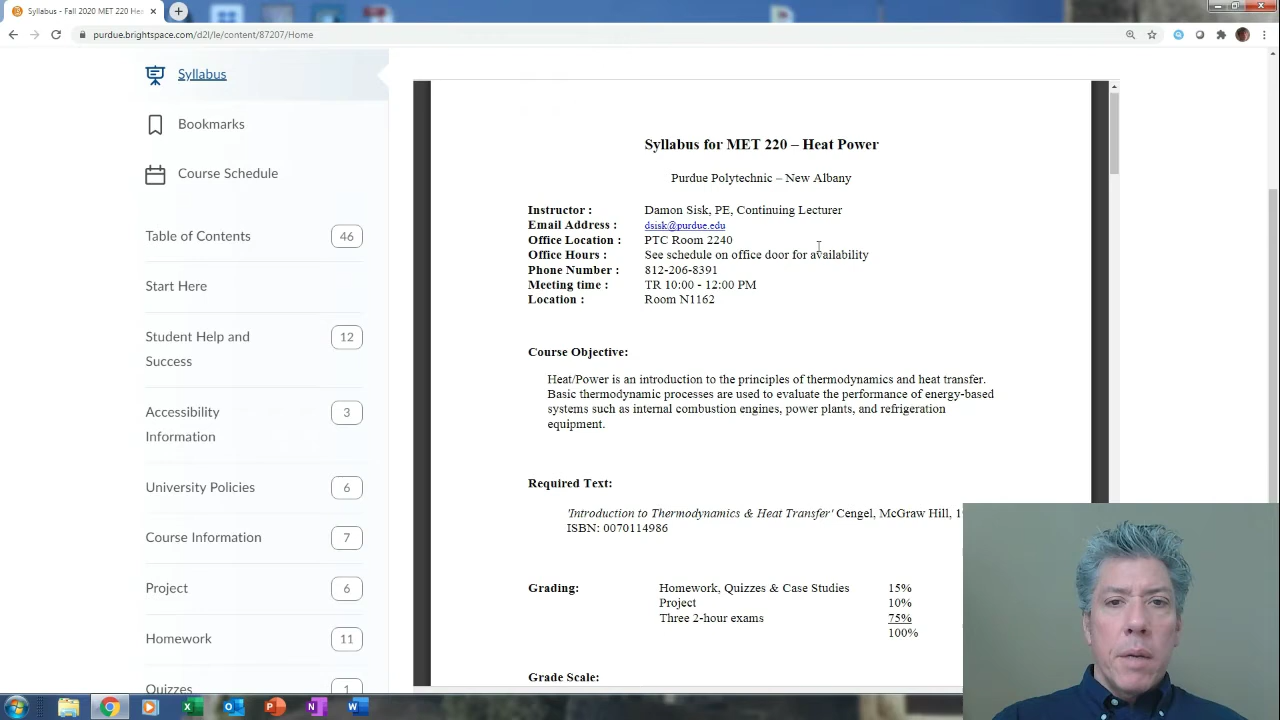 Syllabus - Fall 2020 MET 220 Hea
purdue.brightspace.com/d2l/le/content/87207/Home
Syllabus
Bookmarks
Course Schedule
Table of Contents 46
Start Here
Student Help and 12
Success
Accessibility 3
Information
University Policies 6
Course Information 7
Project 6
Homework 11
Quizzes 1
Syllabus for MET 220 – Heat Power
Purdue Polytechnic – New Albany
Instructor : Damon Sisk, PE, Continuing Lecturer
Email Address : dsisk@purdue.edu
Office Location : PTC Room 2240
Office Hours : See schedule on office door for availability
Phone Number : 812-206-8391
Meeting time : TR 10:00 - 12:00 PM
Location : Room N1162
Course Objective:
Heat/Power is an introduction to the principles of thermodynamics and heat transfer.
Basic thermodynamic processes are used to evaluate the performance of energy-based
systems such as internal combustion engines, power plants, and refrigeration
equipment.
Required Text:
'Introduction to Thermodynamics & Heat Transfer' Cengel, McGraw Hill,
ISBN: 0070114986
Grading: Homework, Quizzes & Case Studies 15%
Project 10%
Three 2-hour exams 75%
100%
Grade Scale: